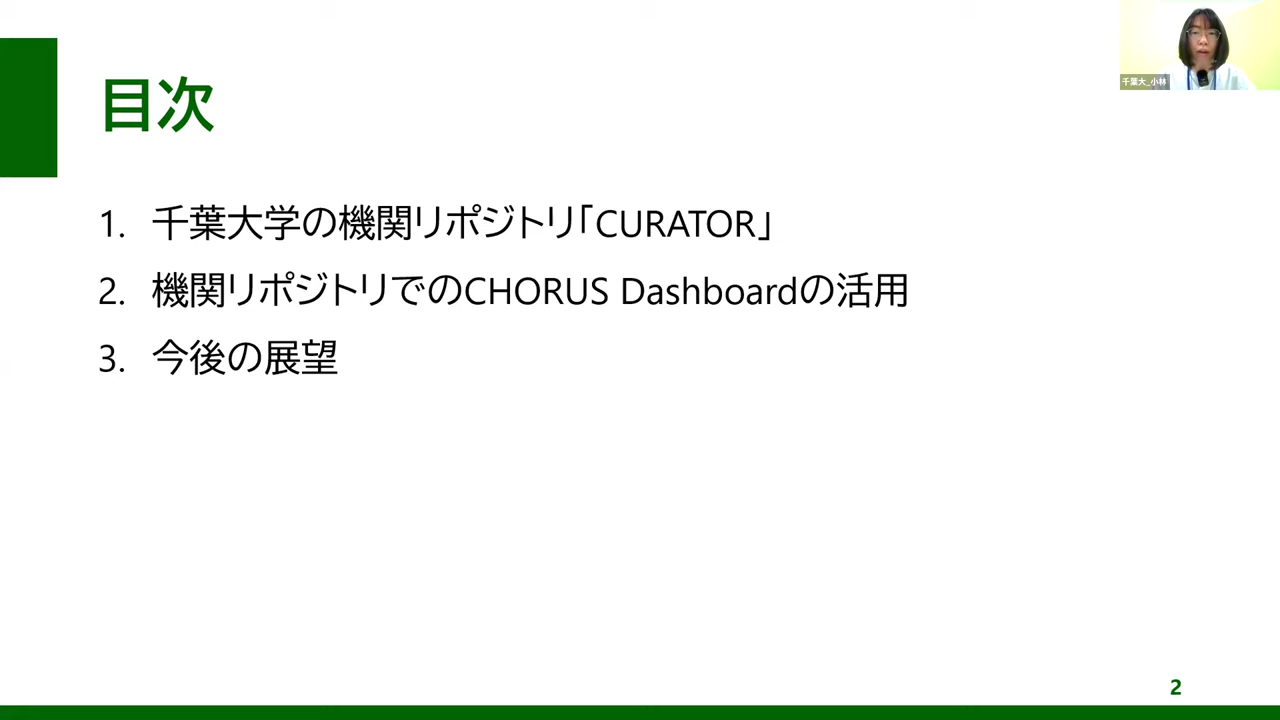 目次
1. 千葉大学の機関リポジトリ「CURATOR」
2. 機関リポジトリでのCHORUS Dashboardの活用
3. 今後の展望
千葉大_小林
2